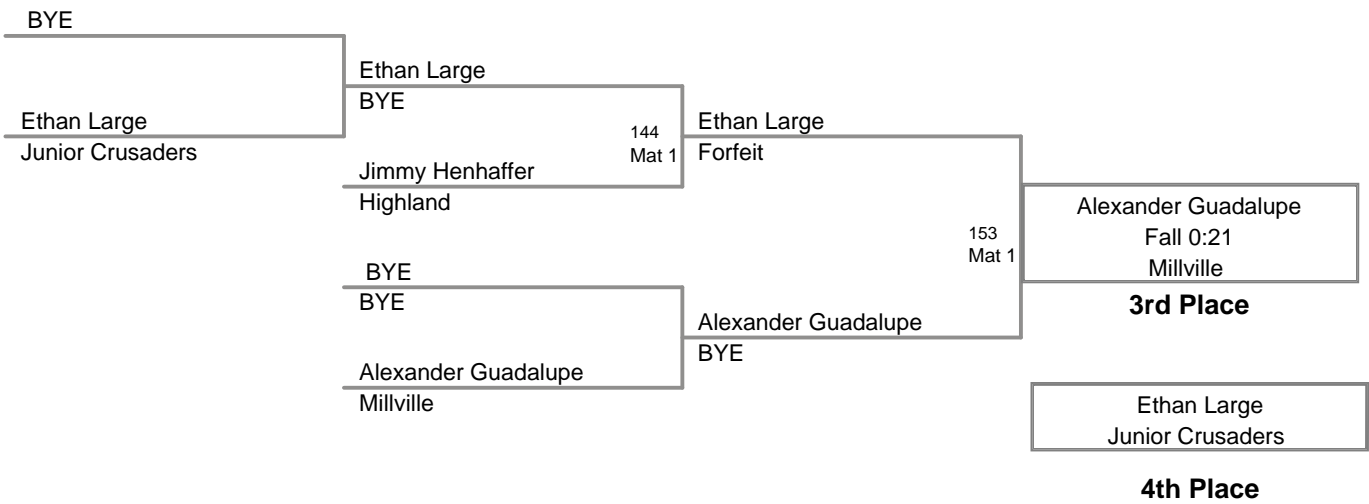 BYE
Ethan Large
Junior Crusaders
Ethan Large
BYE
144
Mat 1
Jimmy Henhaffer
Highland
BYE
BYE
Alexander Guadalupe
Millville
Ethan Large
Forfeit
153
Mat 1
Alexander Guadalupe
BYE
Alexander Guadalupe
Fall 0:21
Millville
3rd Place
Ethan Large
Junior Crusaders
4th Place